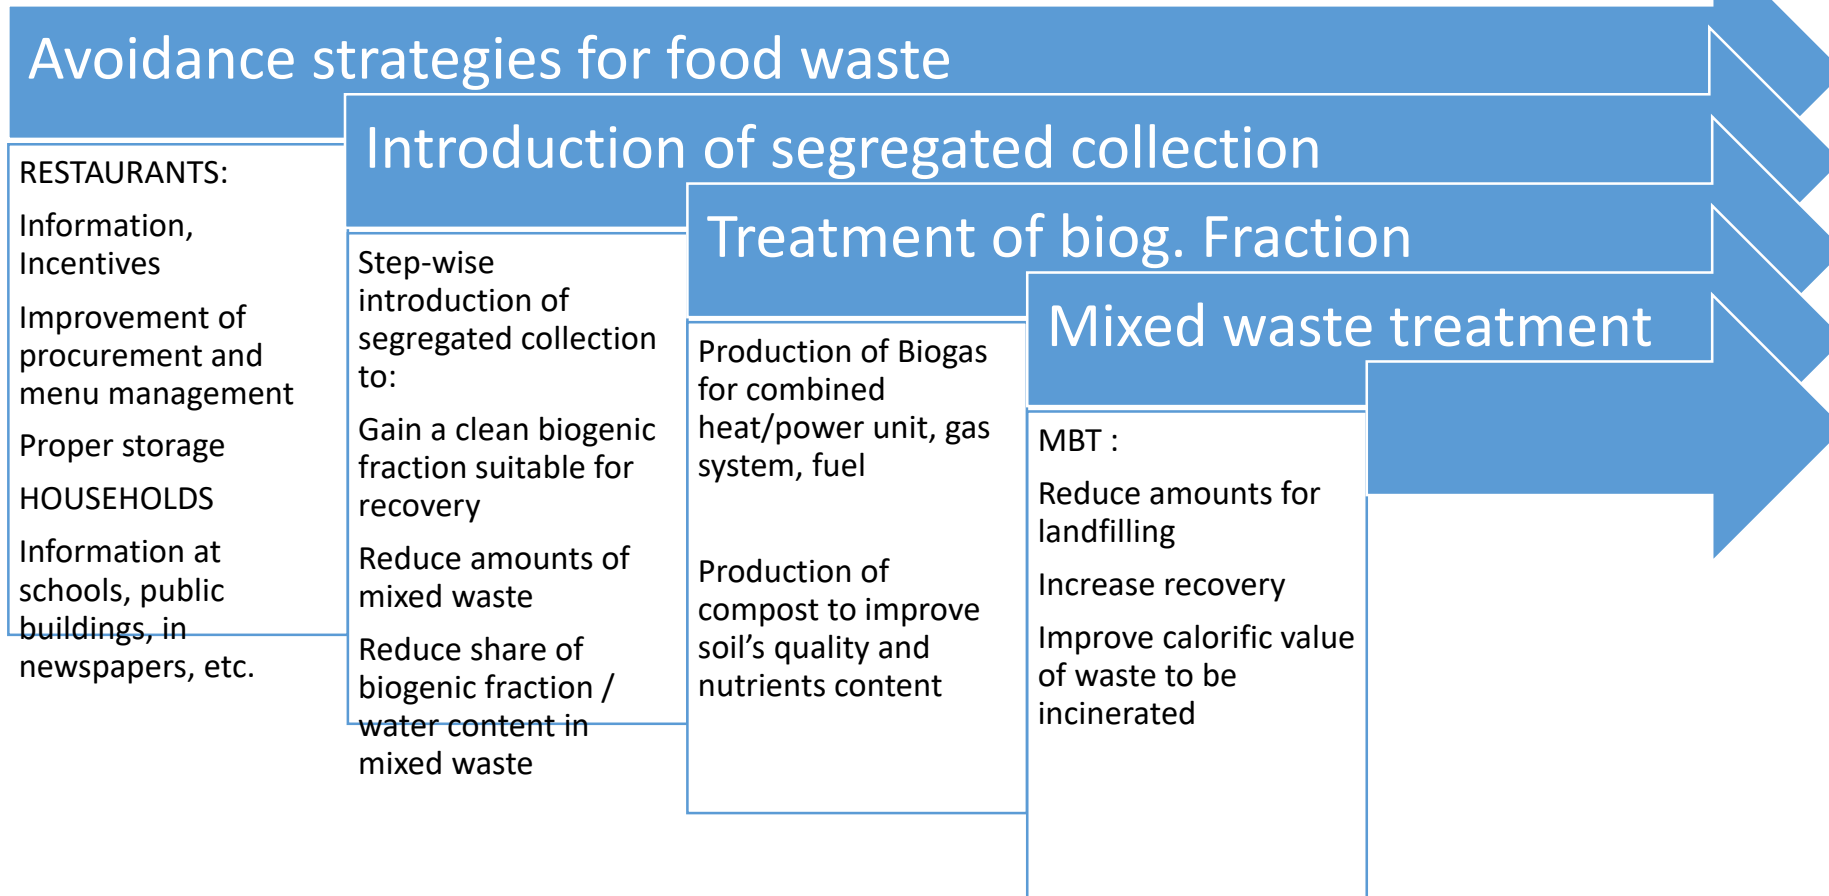 Avoidance strategies for food waste
RESTAURANTS:
Information,
Incentives
Improvement of
procurement and
menu management
Proper storage
HOUSEHOLDS
Information at
schools, public
buildings, in
newspapers, etc.
Introduction of segregated collection
Step-wise
introduction of
segregated collection
to:
Gain a clean biogenic
fraction suitable for
recovery
Reduce amounts of
mixed waste
Reduce share of
biogenic fraction /
water content in
mixed waste
Treatment of biog. Fraction
Production of Biogas
for combined
heat/power unit, gas
system, fuel
Production of
compost to improve
soil’s quality and
nutrients content
Mixed waste treatment
MBT :
Reduce amounts for
landfilling
Increase recovery
Improve calorific value
of waste to be
incinerated